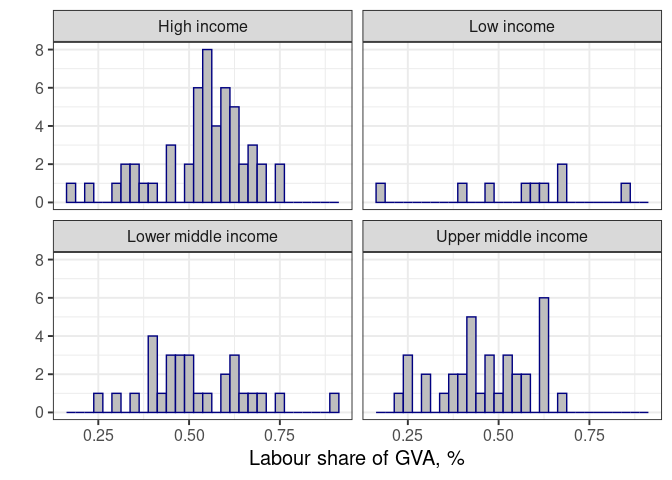 High income
Low income
8
6
4
2
0
Lower middle income
Upper middle income
8
6
4
2
0
0.25 0.50 0.75 0.25 0.50 0.75
Labour share of GVA, %